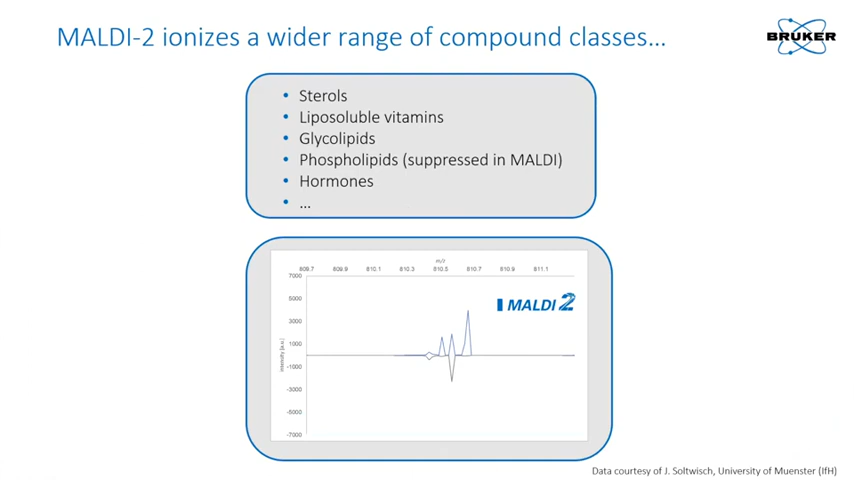 MALDI-2 ionizes a wider range of compound classes…
BRUKER
• Sterols
• Liposoluble vitamins
• Glycolipids
• Phospholipids (suppressed in MALDI)
• Hormones
• …
m/z
809.7 809.9 810.1 810.3 810.5 810.7 810.9 811.1
7000
5000
3000
1000
-1000
-3000
-5000
-7000
intensity [a.u.]
MALDI 2
Data courtesy of J. Soltwisch, University of Muenster (IfH)